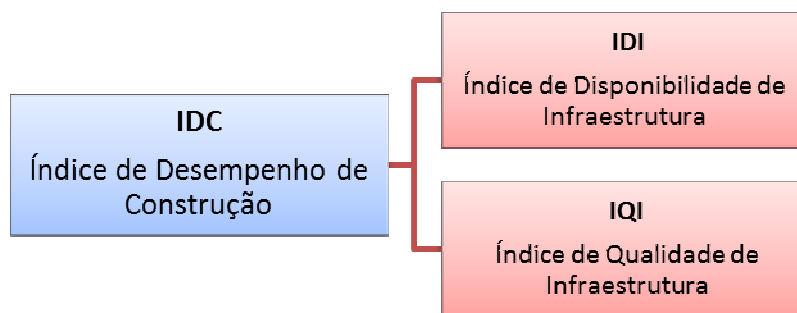 IDC
Índice de Desempenho de
Construção
IDI
Índice de Disponibilidade de
Infraestrutura
IQI
Índice de Qualidade de
Infraestrutura